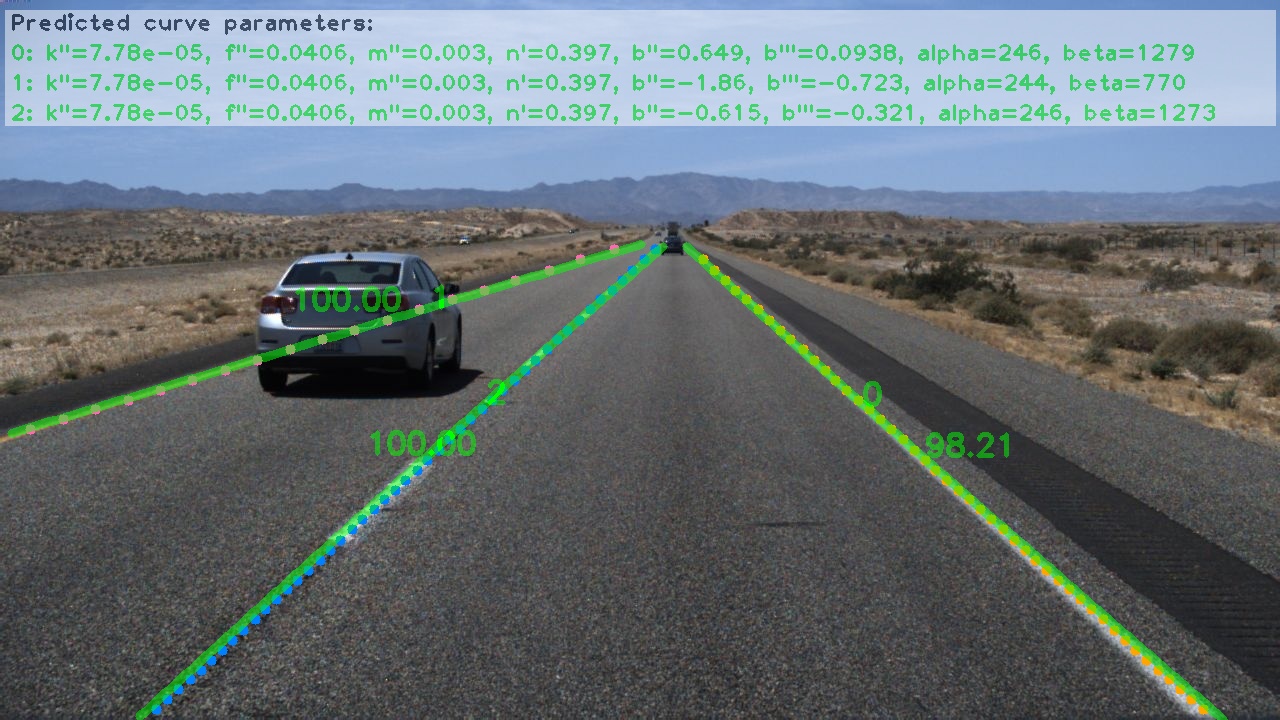 Predicted curve parameters:
0: k''=7.78e-05, f''=0.0406, m''=0.003, n'=0.397, b''=0.649, b'''=0.0938, alpha=246, beta=1279
1: k''=7.78e-05, f''=0.0406, m''=0.003, n'=0.397, b''=-1.86, b'''=-0.723, alpha=244, beta=770
2: k''=7.78e-05, f''=0.0406, m''=0.003, n'=0.397, b''=-0.615, b'''=-0.321, alpha=246, beta=1273
100.00 1
2 0
100.00 98.21